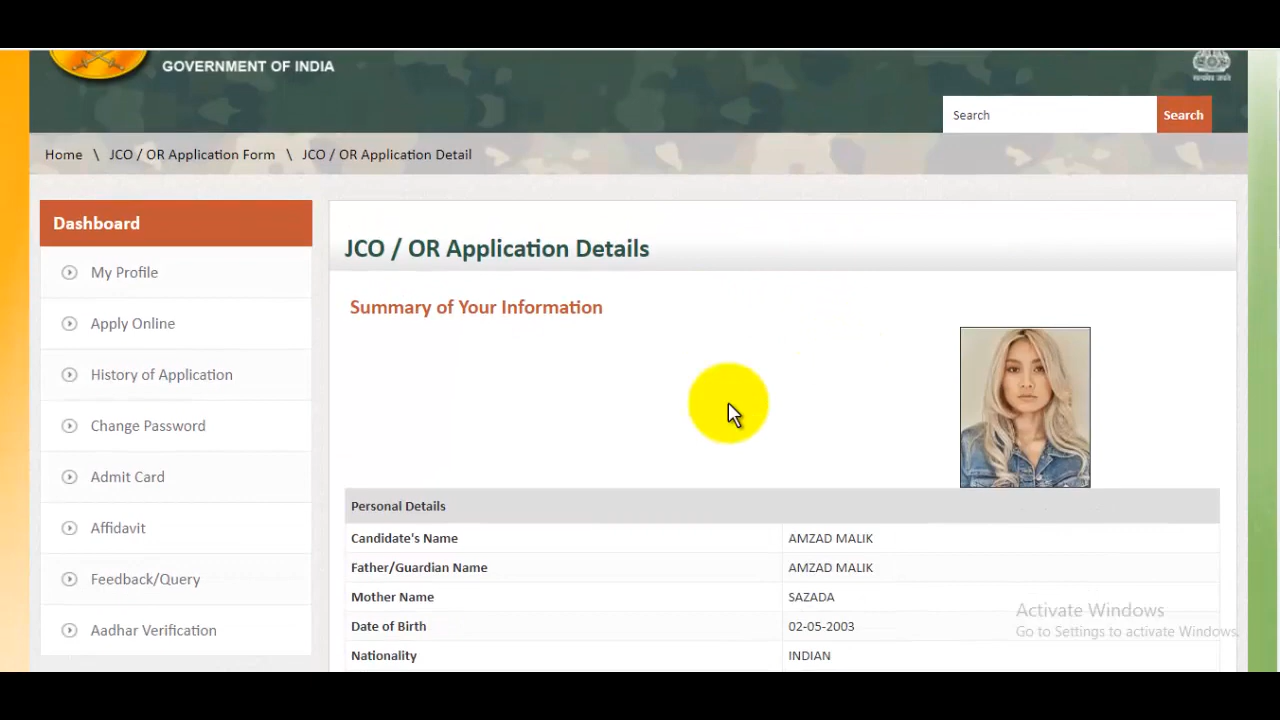 GOVERNMENT OF INDIA
Search Search
Home \ JCO / OR Application Form \ JCO / OR Application Detail
Dashboard
My Profile
Apply Online
History of Application
Change Password
Admit Card
Affidavit
Feedback/Query
Aadhar Verification
JCO / OR Application Details
Summary of Your Information
Personal Details
Candidate's Name AMZAD MALIK
Father/Guardian Name AMZAD MALIK
Mother Name SAZADA
Date of Birth 02-05-2003
Nationality INDIAN
Activate Windows
Go to Settings to activate Windows.